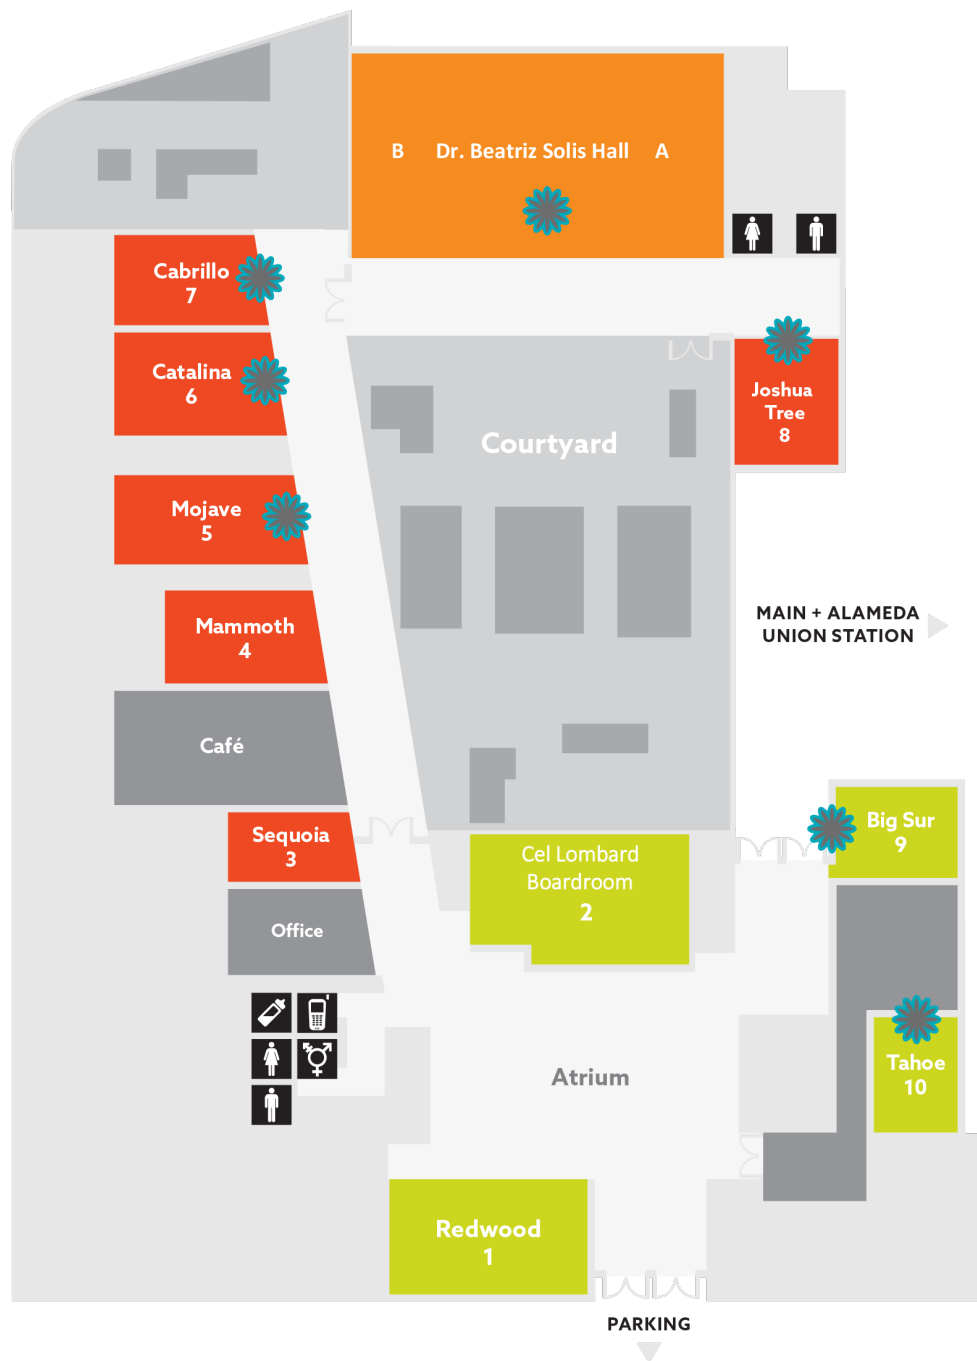 B Dr. Beatriz Solis Hall A
Cabrillo
7
Catalina
6
Joshua
Tree
8
Courtyard
Mojave
5
Mammoth
4
MAIN + ALAMEDA
UNION STATION
Café
Sequoia
3
Big Sur
9
Cel Lombard
Boardroom
2
Office
Tahoe
10
Atrium
Redwood
1
PARKING